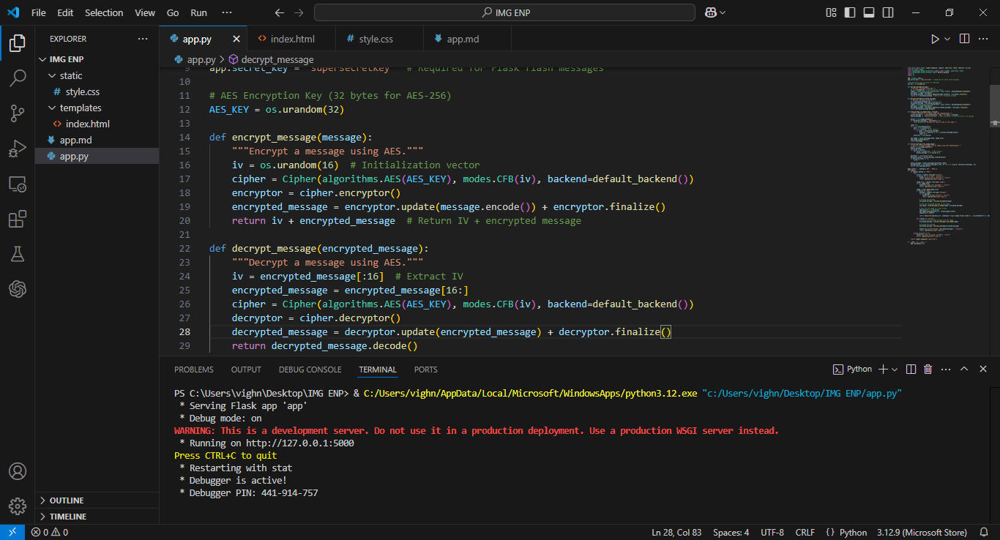 File Edit Selection View Go Run ··· IMG ENP
EXPLORER ···
IMG ENP
static
# style.css
templates
<> index.html
app.md
app.py
OUTLINE
TIMELINE
app.py × <> index.html # style.css app.md ···
app.py > decrypt_message
9 app.secret_key = "supersecretkey" # Required for Flask flash messages
10
11 # AES Encryption Key (32 bytes for AES-256)
12 AES_KEY = os.urandom(32)
13
14 def encrypt_message(message):
15 """Encrypt a message using AES."""
16 iv = os.urandom(16) # Initialization vector
17 cipher = Cipher(algorithms.AES(AES_KEY), modes.CFB(iv), backend=default_backend())
18 encryptor = cipher.encryptor()
19 encrypted_message = encryptor.update(message.encode()) + encryptor.finalize()
20 return iv + encrypted_message # Return IV + encrypted message
21
22 def decrypt_message(encrypted_message):
23 """Decrypt a message using AES."""
24 iv = encrypted_message[:16] # Extract IV
25 encrypted_message = encrypted_message[16:]
26 cipher = Cipher(algorithms.AES(AES_KEY), modes.CFB(iv), backend=default_backend())
27 decryptor = cipher.decryptor()
28 decrypted_message = decryptor.update(encrypted_message) + decryptor.finalize()
29 return decrypted_message.decode()
PROBLEMS OUTPUT DEBUG CONSOLE TERMINAL PORTS Python ···
PS C:\Users\vighn\Desktop\IMG ENP> & C:/Users/vighn/AppData/Local/Microsoft/WindowsApps/python3.12.exe "c:/Users/vighn/Desktop/IMG ENP/app.py"
* Serving Flask app 'app'
* Debug mode: on
WARNING: This is a development server. Do not use it in a production deployment. Use a production WSGI server instead.
* Running on http://127.0.0.1:5000
Press CTRL+C to quit
* Restarting with stat
* Debugger is active!
* Debugger PIN: 441-914-757
0 0 Ln 28, Col 83 Spaces: 4 UTF-8 CRLF {} Python 3.12.9 (Microsoft Store)